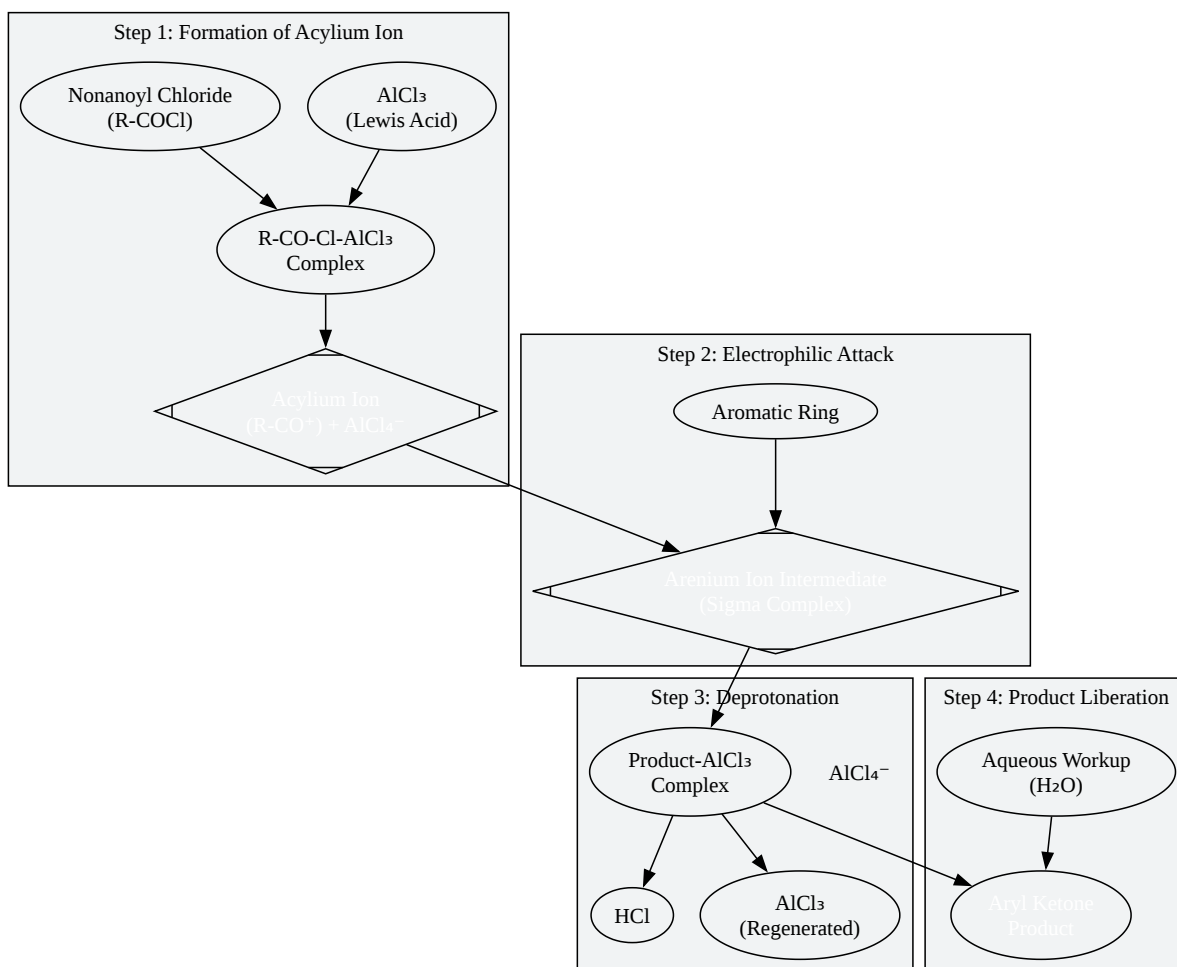 Step 1: Formation of Acylium Ion
Nonanoyl Chloride
(R-COCl)
AlCl₃
(Lewis Acid)
R-CO-Cl-AlCl₃
Complex
Acylium Ion
(R-CO⁺) + AlCl₄⁻
Step 2: Electrophilic Attack
Aromatic Ring
Arenium Ion Intermediate
(Sigma Complex)
Step 3: Deprotonation
Product-AlCl₃
Complex
AlCl₄⁻
HCl
AlCl₃
(Regenerated)
Step 4: Product Liberation
Aqueous Workup
(H₂O)
Aryl Ketone
Product